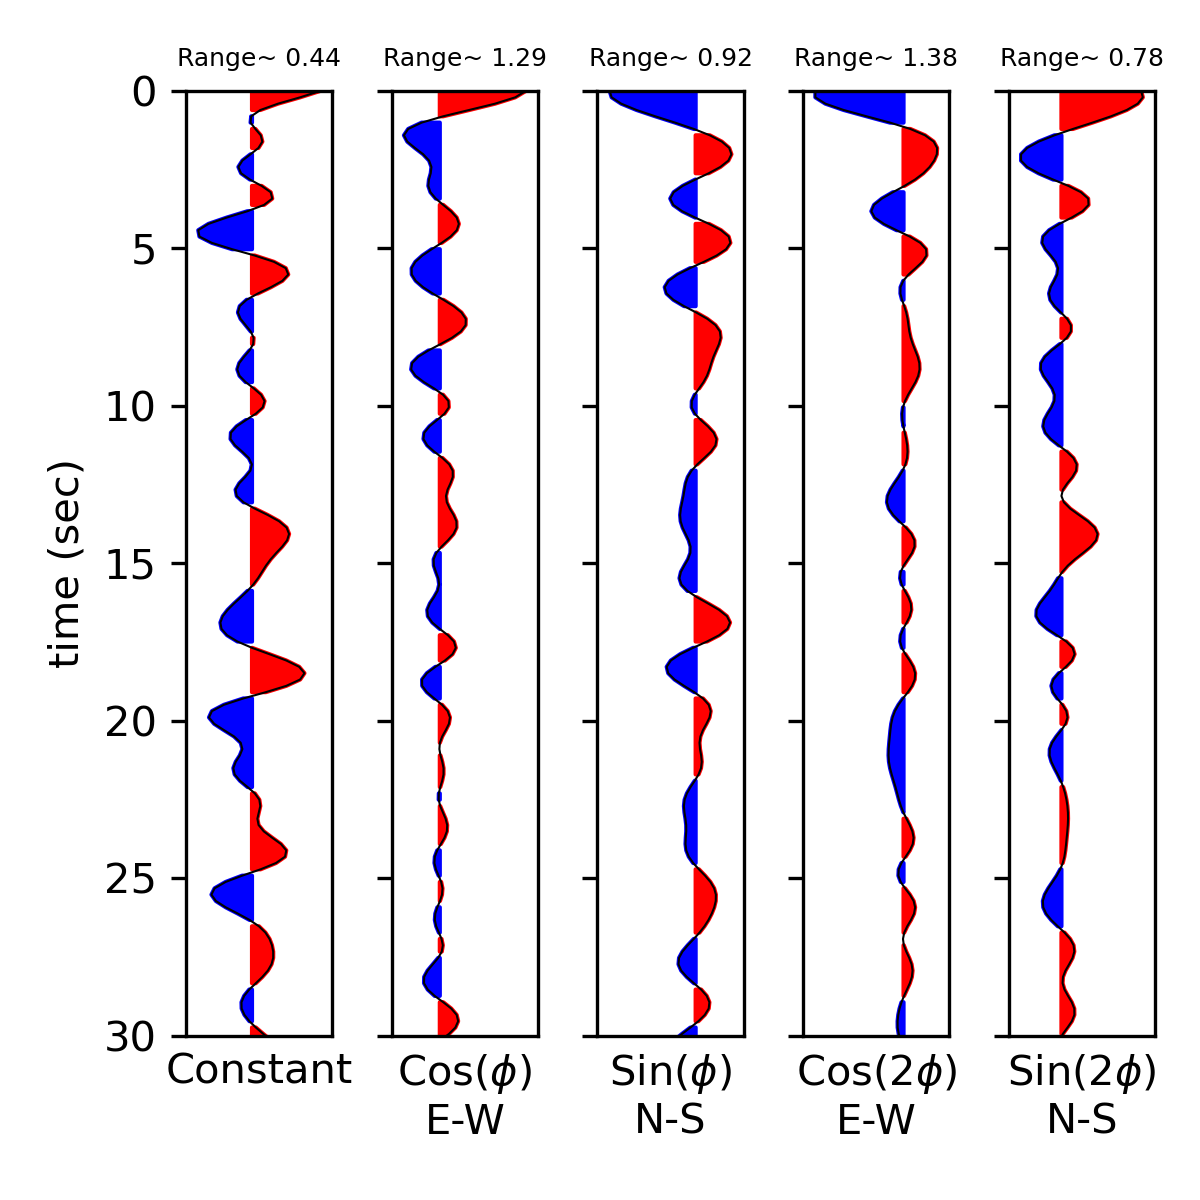 Range~ 0.44 Range~ 1.29 Range~ 0.92 Range~ 1.38 Range~ 0.78
0
5
10
15
20
25
30
time (sec)
Constant Cos(ϕ) Sin(ϕ) Cos(2ϕ) Sin(2ϕ)
E-W N-S E-W N-S